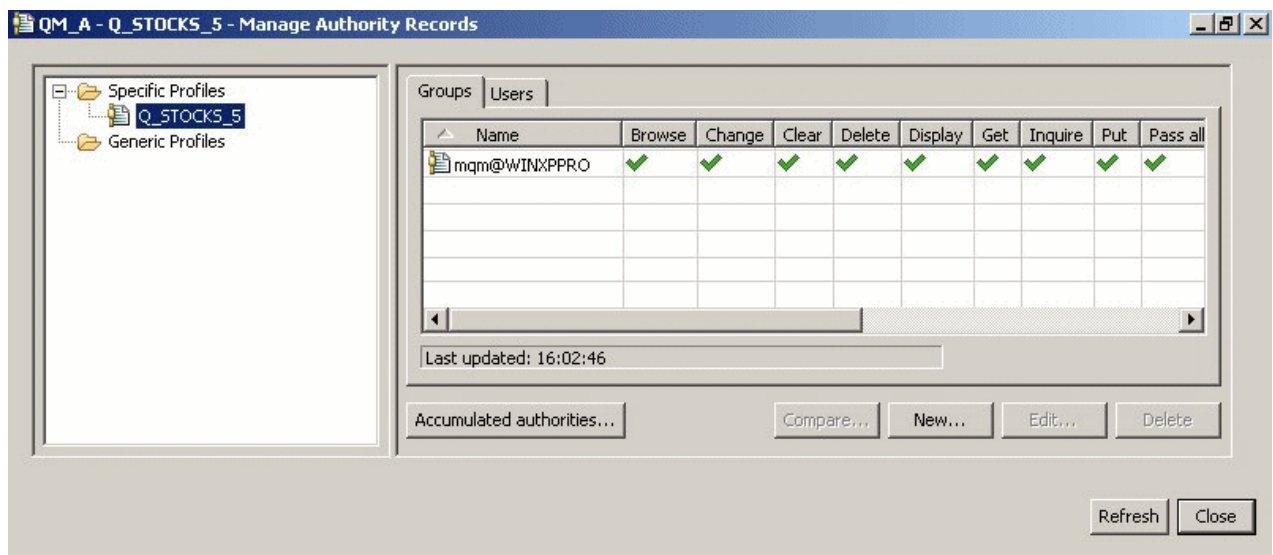 QM_A - Q_STOCKS_5 - Manage Authority Records
Specific Profiles
Q_STOCKS_5
Generic Profiles
Groups Users
Name Browse Change Clear Delete Display Get Inquire Put Pass all
mqm@WINXPPRO
Last updated: 16:02:46
Accumulated authorities... Compare... New... Edit... Delete
Refresh Close